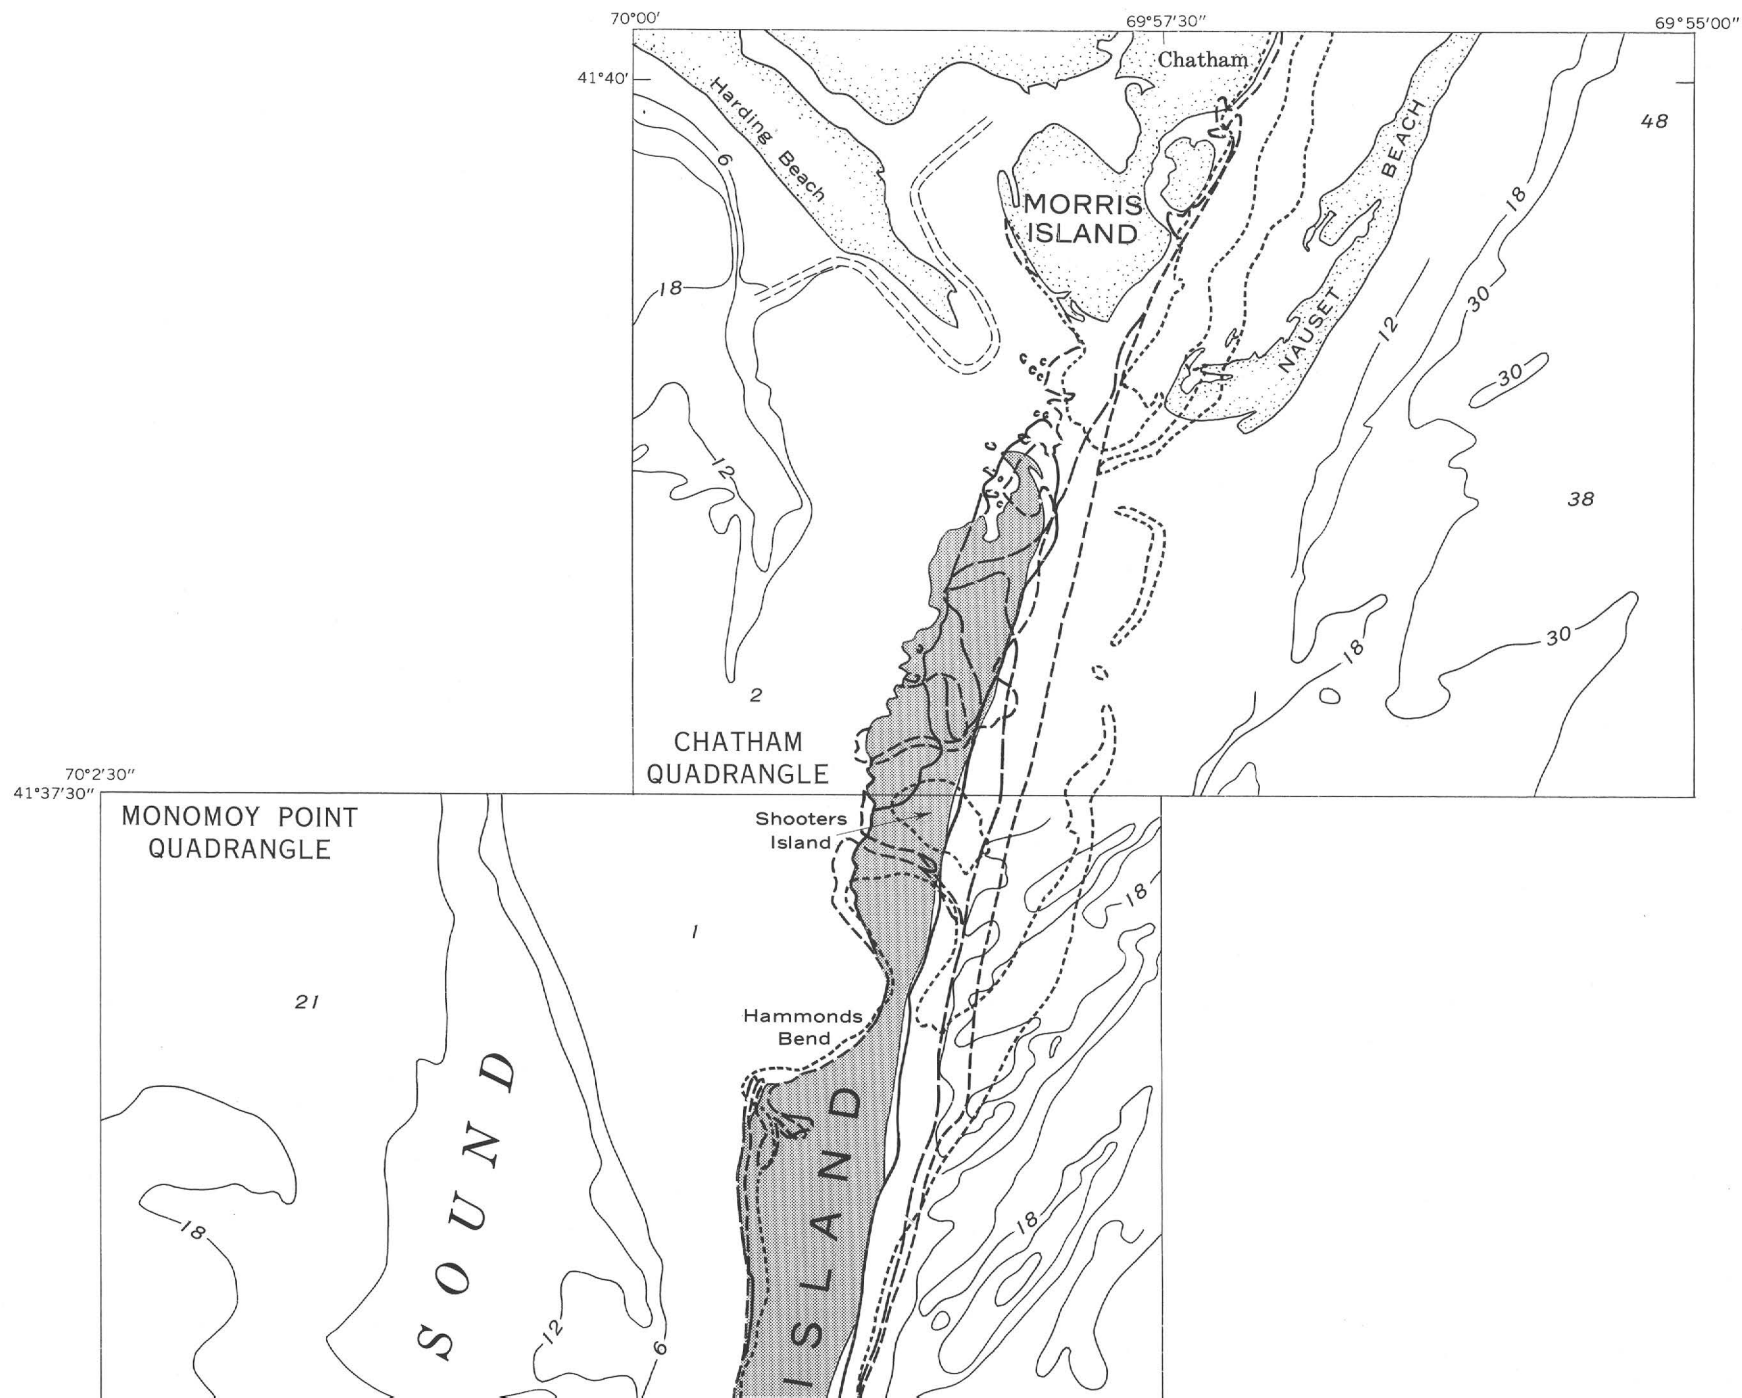 70°00′
69°57′30″
69°55′00″
Chatham
41°40′
48
Harding Beach
6
BEACH
MORRIS
ISLAND
18
18
30
NAUSET
12
30
12
38
30
18
2
CHATHAM
QUADRANGLE
70°2′30″
41°37′30″
MONOMOY POINT
QUADRANGLE
Shooters
Island
18
1
21
Hammonds
Bend
SOUND
ISLAND
18
18
12
6